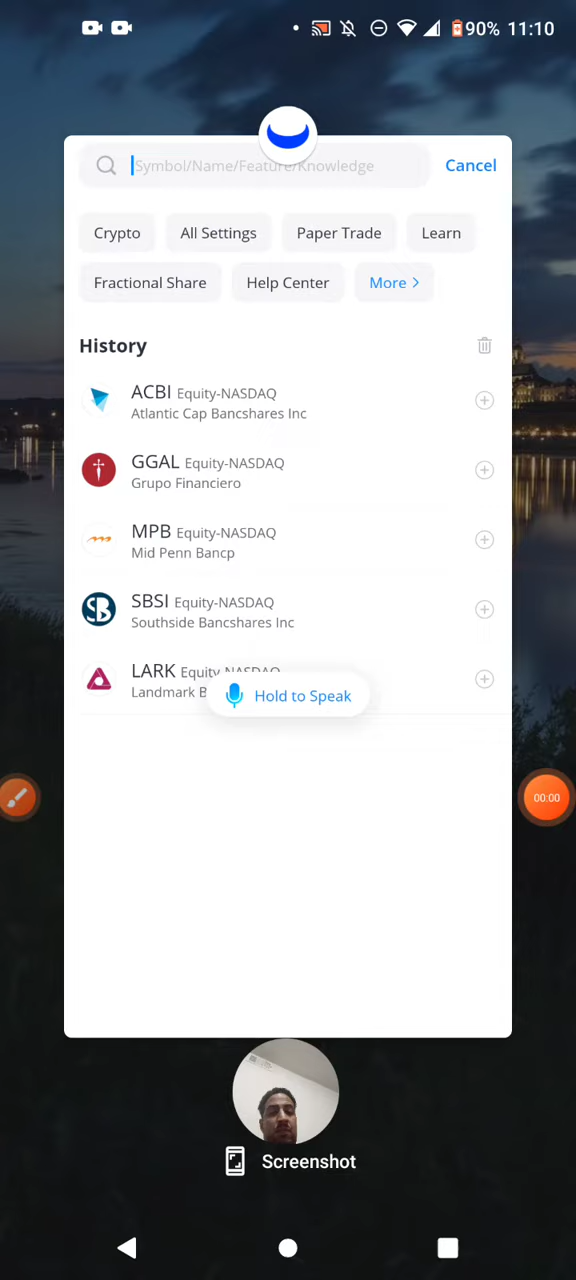 90% 11:10
Symbol/Name/Feature/Knowledge Cancel
Crypto All Settings Paper Trade Learn
Fractional Share Help Center More >
History
ACBI Equity-NASDAQ
Atlantic Cap Bancshares Inc
GGAL Equity-NASDAQ
Grupo Financiero
MPB Equity-NASDAQ
Mid Penn Bancp
SBSI Equity-NASDAQ
Southside Bancshares Inc
LARK Equity-NASDAQ
Landmark B
Hold to Speak
00:00
Screenshot